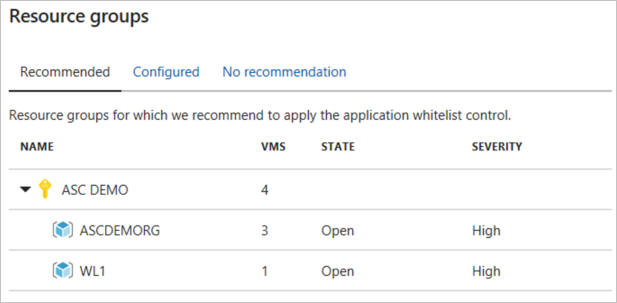 Resource groups
Recommended Configured No recommendation
Resource groups for which we recommend to apply the application whitelist control.
NAME VMS STATE SEVERITY
ASC DEMO 4
ASCDEMORG 3 Open High
WL1 1 Open High